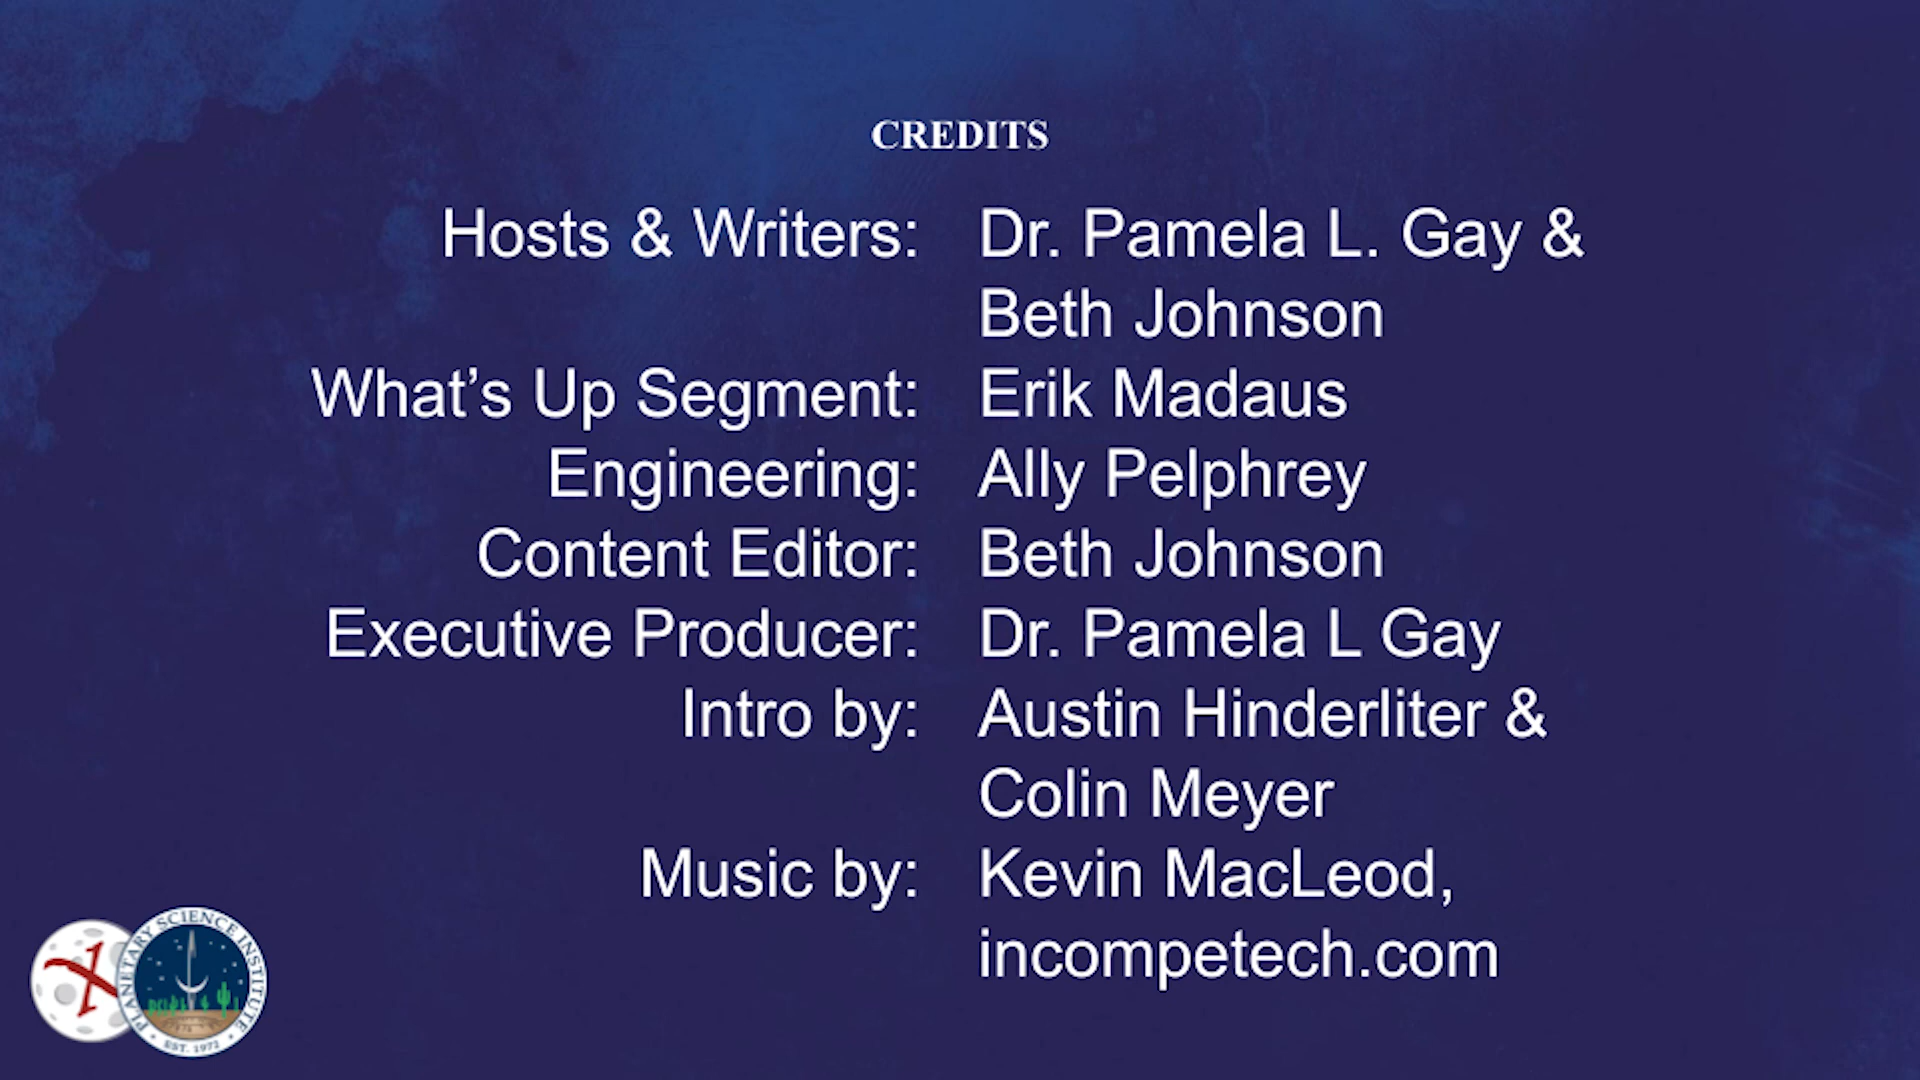 CREDITS
Hosts & Writers: Dr. Pamela L. Gay &
Beth Johnson
What’s Up Segment: Erik Madaus
Engineering: Ally Pelphrey
Content Editor: Beth Johnson
Executive Producer: Dr. Pamela L Gay
Intro by: Austin Hinderliter &
Colin Meyer
Music by: Kevin MacLeod,
incompetech.com
X
PLANETARY SCIENCE INSTITUTE
EST. 1972